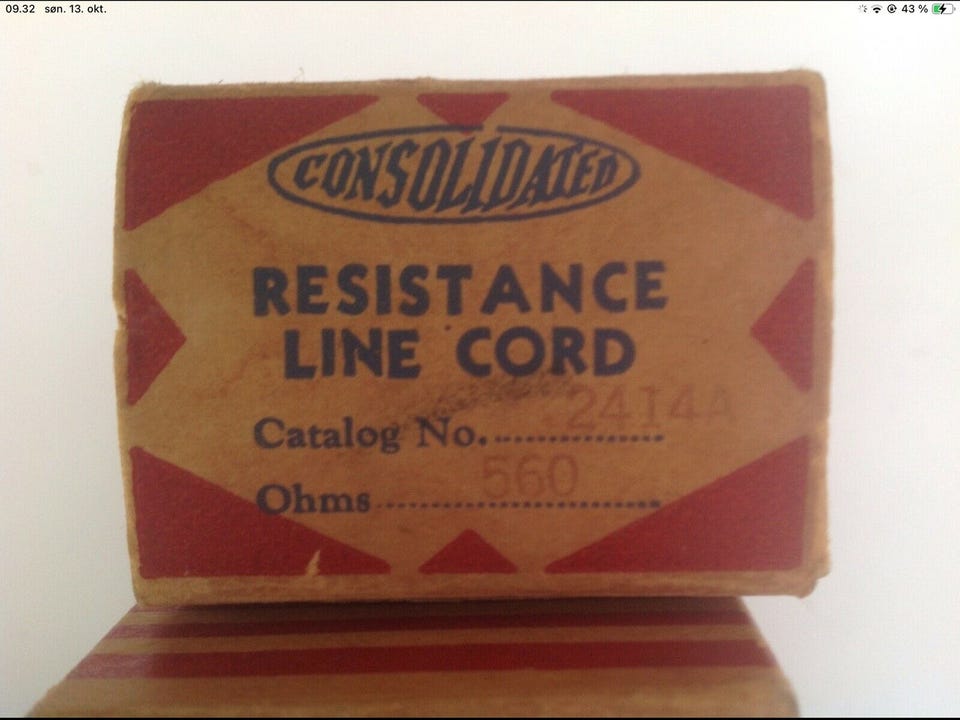 09.32 søn. 13. okt.
43 %
CONSOLIDATED
RESISTANCE
LINE CORD
Catalog No. 2414A
Ohms 560